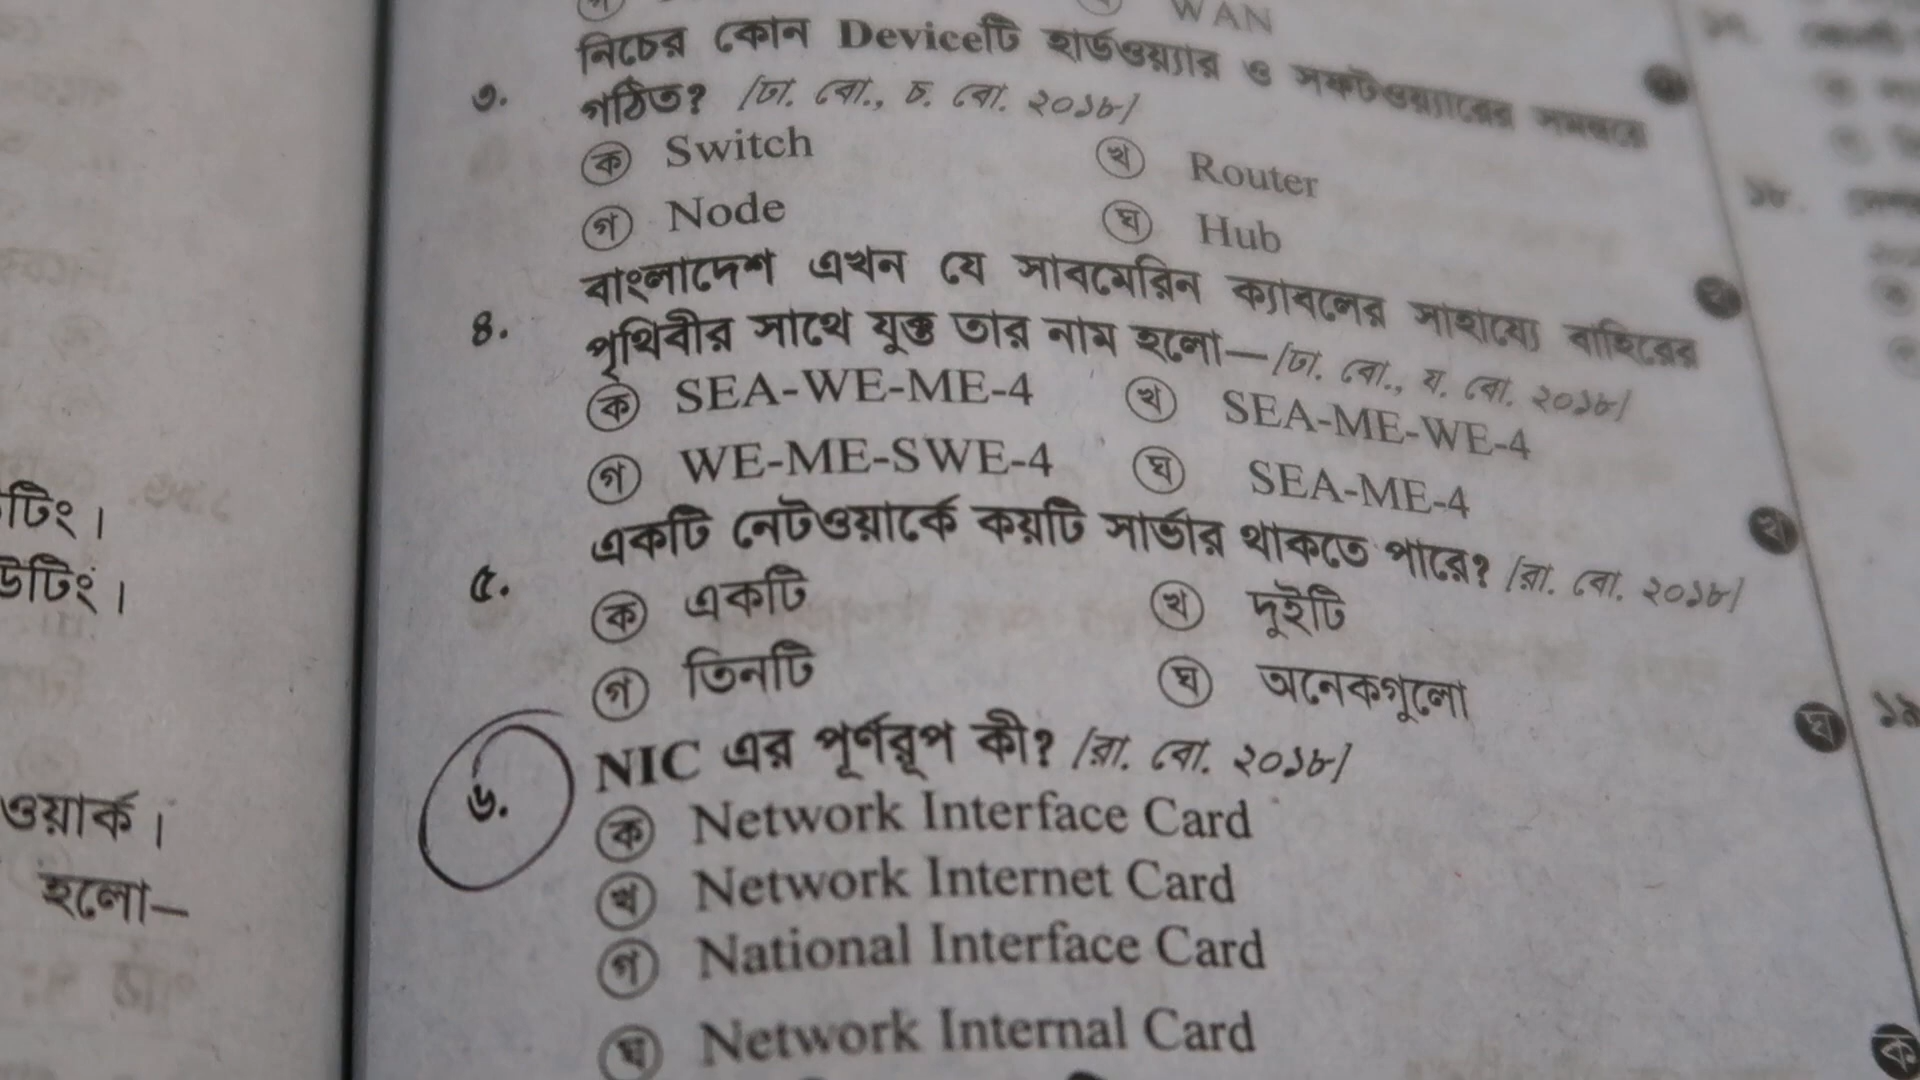 WAN
৩. নিচের কোন Deviceটি হার্ডওয়্যার ও সফটওয়্যারের সমন্বয়ে
গঠিত? [ঢা. বো., চ. বো. ২০১৮]
ক Switch খ Router
গ Node ঘ Hub
৪. বাংলাদেশ এখন যে সাবমেরিন ক্যাবলের সাহায্যে বাহিরের
পৃথিবীর সাথে যুক্ত তার নাম হলো— [ঢা. বো., য. বো. ২০১৮]
ক SEA-WE-ME-4 খ SEA-ME-WE-4
গ WE-ME-SWE-4 ঘ SEA-ME-4
খ
৫. একটি নেটওয়ার্কে কয়টি সার্ভার থাকতে পারে? [রা. বো. ২০১৮]
ক একটি খ দুইটি
গ তিনটি ঘ অনেকগুলো
ঘ
৬. NIC এর পূর্ণরূপ কী? [রা. বো. ২০১৮]
ক Network Interface Card
খ Network Internet Card
গ National Interface Card
ঘ Network Internal Card
ক
টিং।
উটিং।
ওয়ার্ক।
হলো—
১৮.
১৯